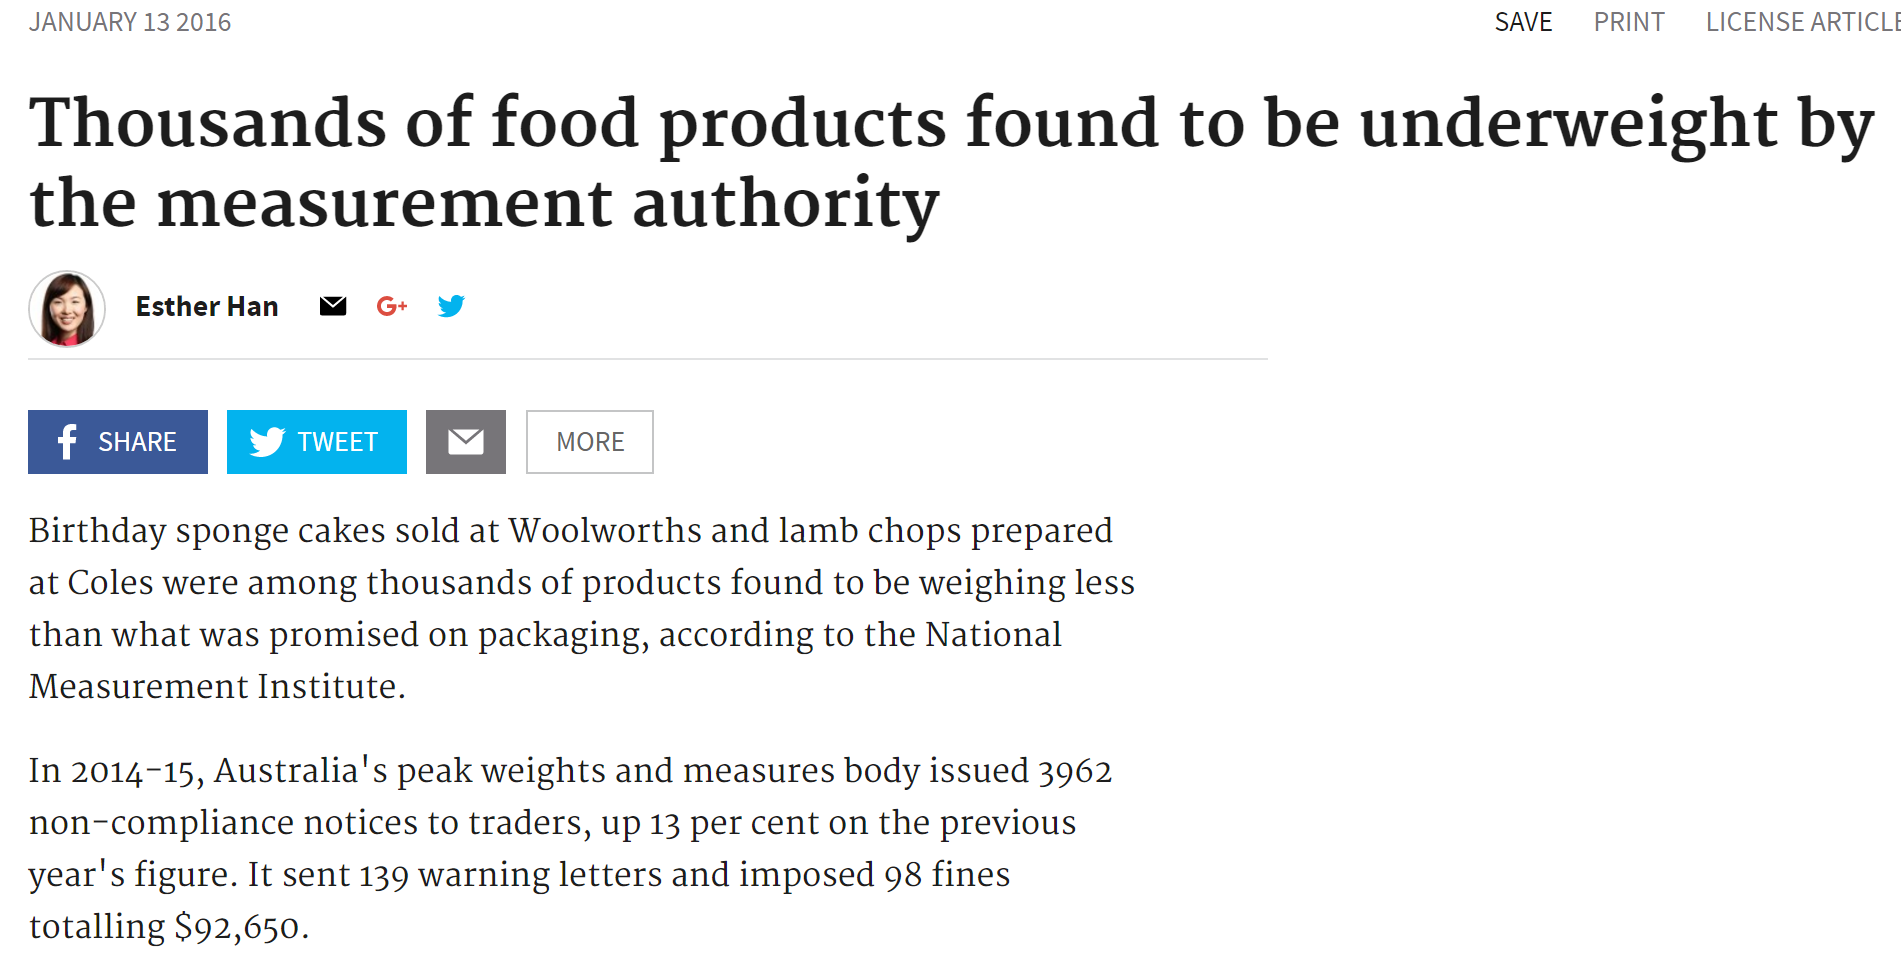 JANUARY 13 2016
SAVE PRINT LICENSE ARTICLE
Thousands of food products found to be underweight by
the measurement authority
Esther Han G+
f SHARE TWEET MORE
Birthday sponge cakes sold at Woolworths and lamb chops prepared
at Coles were among thousands of products found to be weighing less
than what was promised on packaging, according to the National
Measurement Institute.
In 2014-15, Australia's peak weights and measures body issued 3962
non-compliance notices to traders, up 13 per cent on the previous
year's figure. It sent 139 warning letters and imposed 98 fines
totalling $92,650.